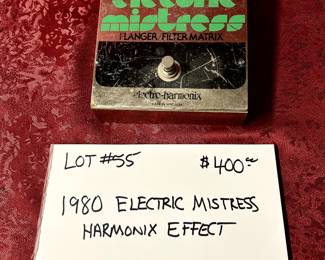 electric
mistress
FLANGER/FILTER MATRIX
electro-harmonix
LOT #55 $400.00
1980 ELECTRIC MISTRESS
HARMONIX EFFECT